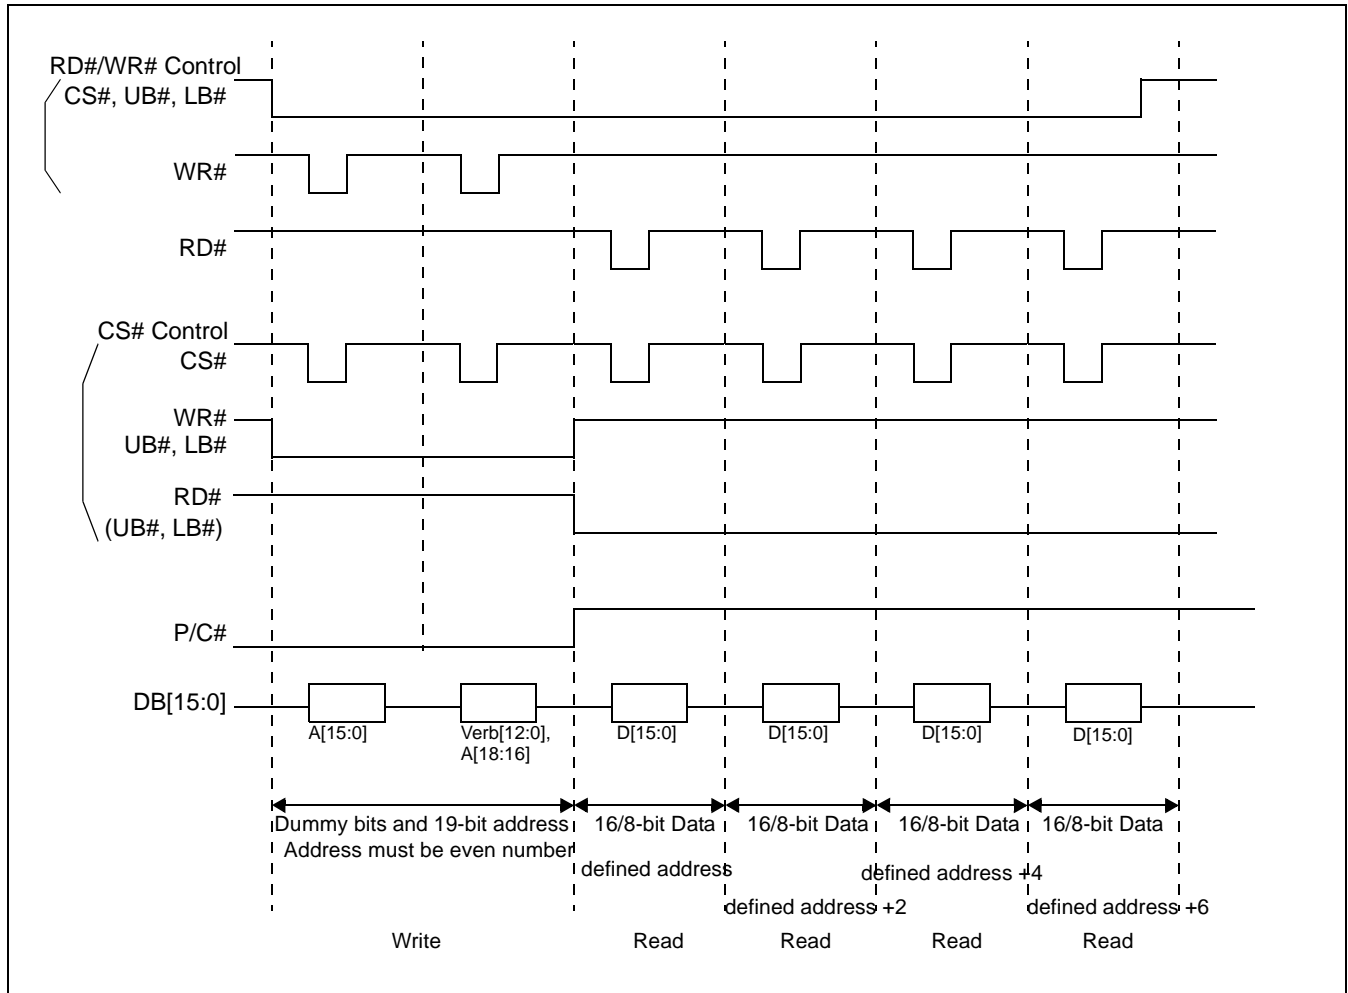 RD#/WR# Control
CS#, UB#, LB#
WR#
RD#
CS# Control
CS#
WR#
UB#, LB#
RD#
(UB#, LB#)
P/C#
DB[15:0]
A[15:0]
Verb[12:0],
A[18:16]
D[15:0]
D[15:0]
D[15:0]
D[15:0]
Dummy bits and 19-bit address
Address must be even number
16/8-bit Data
16/8-bit Data
16/8-bit Data
16/8-bit Data
defined address
defined address +2
defined address +4
defined address +6
Write
Read
Read
Read
Read